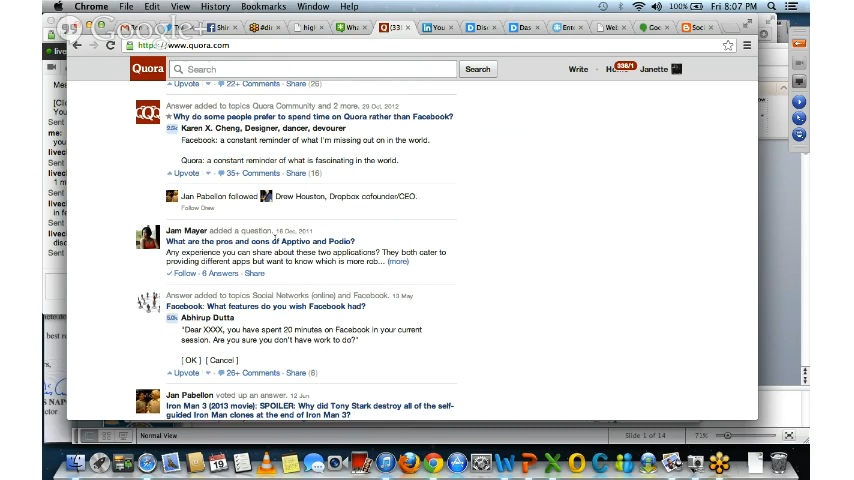 Chrome File Edit View History Bookmarks Window Help 100% Fri 8:07 PM
Google+
https://www.quora.com
Quora Search Search Write Janette
338/1
Upvote 22+ Comments · Share (26)
Answer added to topics Quora Community and 2 more. 29 Oct, 2012
Why do some people prefer to spend time on Quora rather than Facebook?
Karen X. Cheng, Designer, dancer, devourer
Facebook: a constant reminder of what I'm missing out on in the world.
Quora: a constant reminder of what is fascinating in the world.
Upvote 35+ Comments · Share (16)
Jan Pabellon followed Drew Houston, Dropbox cofounder/CEO.
Follow Drew
Jam Mayer added a question. 16 Dec, 2011
What are the pros and cons of Apptivo and Podio?
Any experience you can share about these two applications? They both cater to
providing different apps but want to know which is more rob... (more)
Follow · 6 Answers · Share
Answer added to topics Social Networks (online) and Facebook. 19 May
Facebook: What features do you wish Facebook had?
5.0k Abhirup Dutta
"Dear XXXX, you have spent 20 minutes on Facebook in your current
session. Are you sure you don't have work to do?"
[ OK ] [ Cancel ]
Upvote 26+ Comments · Share (8)
Jan Pabellon voted up an answer. 12 Jun
Iron Man 3 (2013 movie): SPOILER: Why did Tony Stark destroy all of the self-
guided Iron Man clones at the end of Iron Man 3?
Normal View Slide 1 of 14 71%